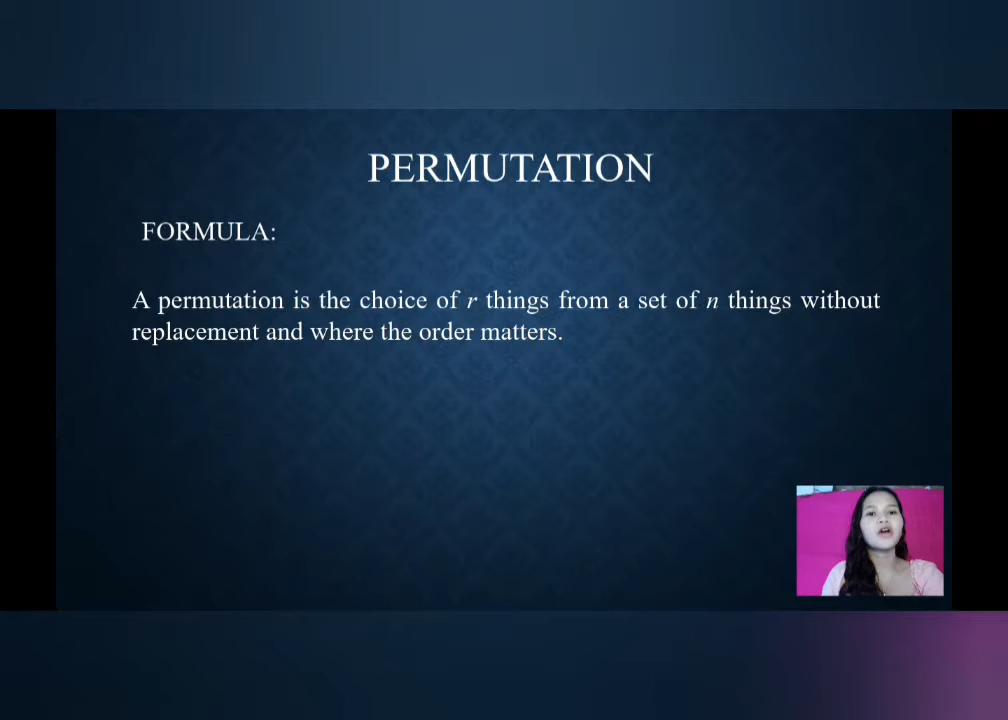 PERMUTATION
FORMULA:
A permutation is the choice of r things from a set of n things without
replacement and where the order matters.